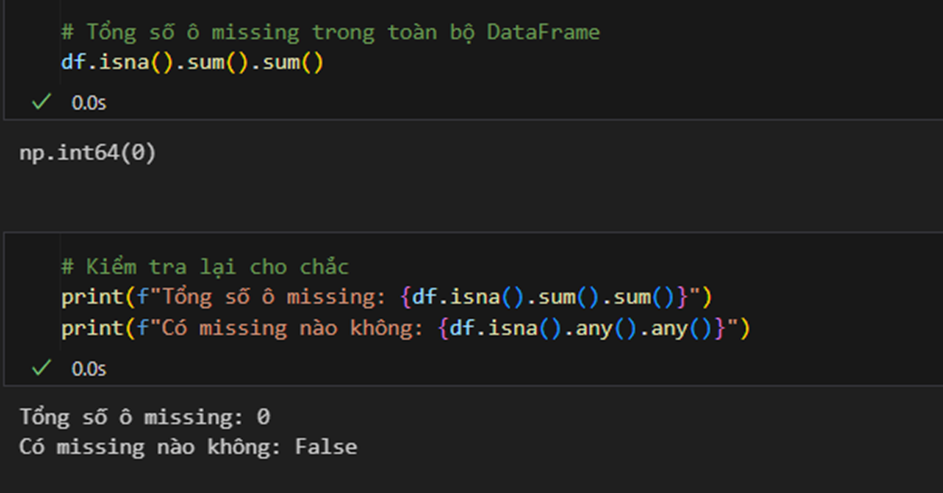 # Tổng số ô missing trong toàn bộ DataFrame
df.isna().sum().sum()
0.0s
np.int64(0)
# Kiểm tra lại cho chắc
print(f"Tổng số ô missing: {df.isna().sum().sum()}")
print(f"Có missing nào không: {df.isna().any().any()}")
0.0s
Tổng số ô missing: 0
Có missing nào không: False